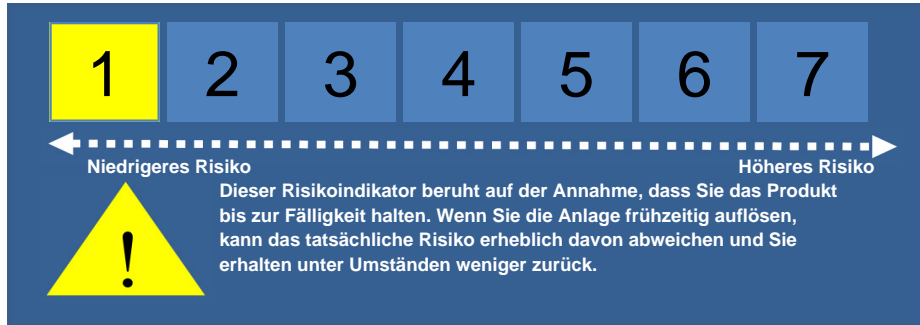 1 2 3 4 5 6 7
Niedrigeres Risiko Höheres Risiko
Dieser Risikoindikator beruht auf der Annahme, dass Sie das Produkt
bis zur Fälligkeit halten. Wenn Sie die Anlage frühzeitig auflösen,
kann das tatsächliche Risiko erheblich davon abweichen und Sie
erhalten unter Umständen weniger zurück.
!